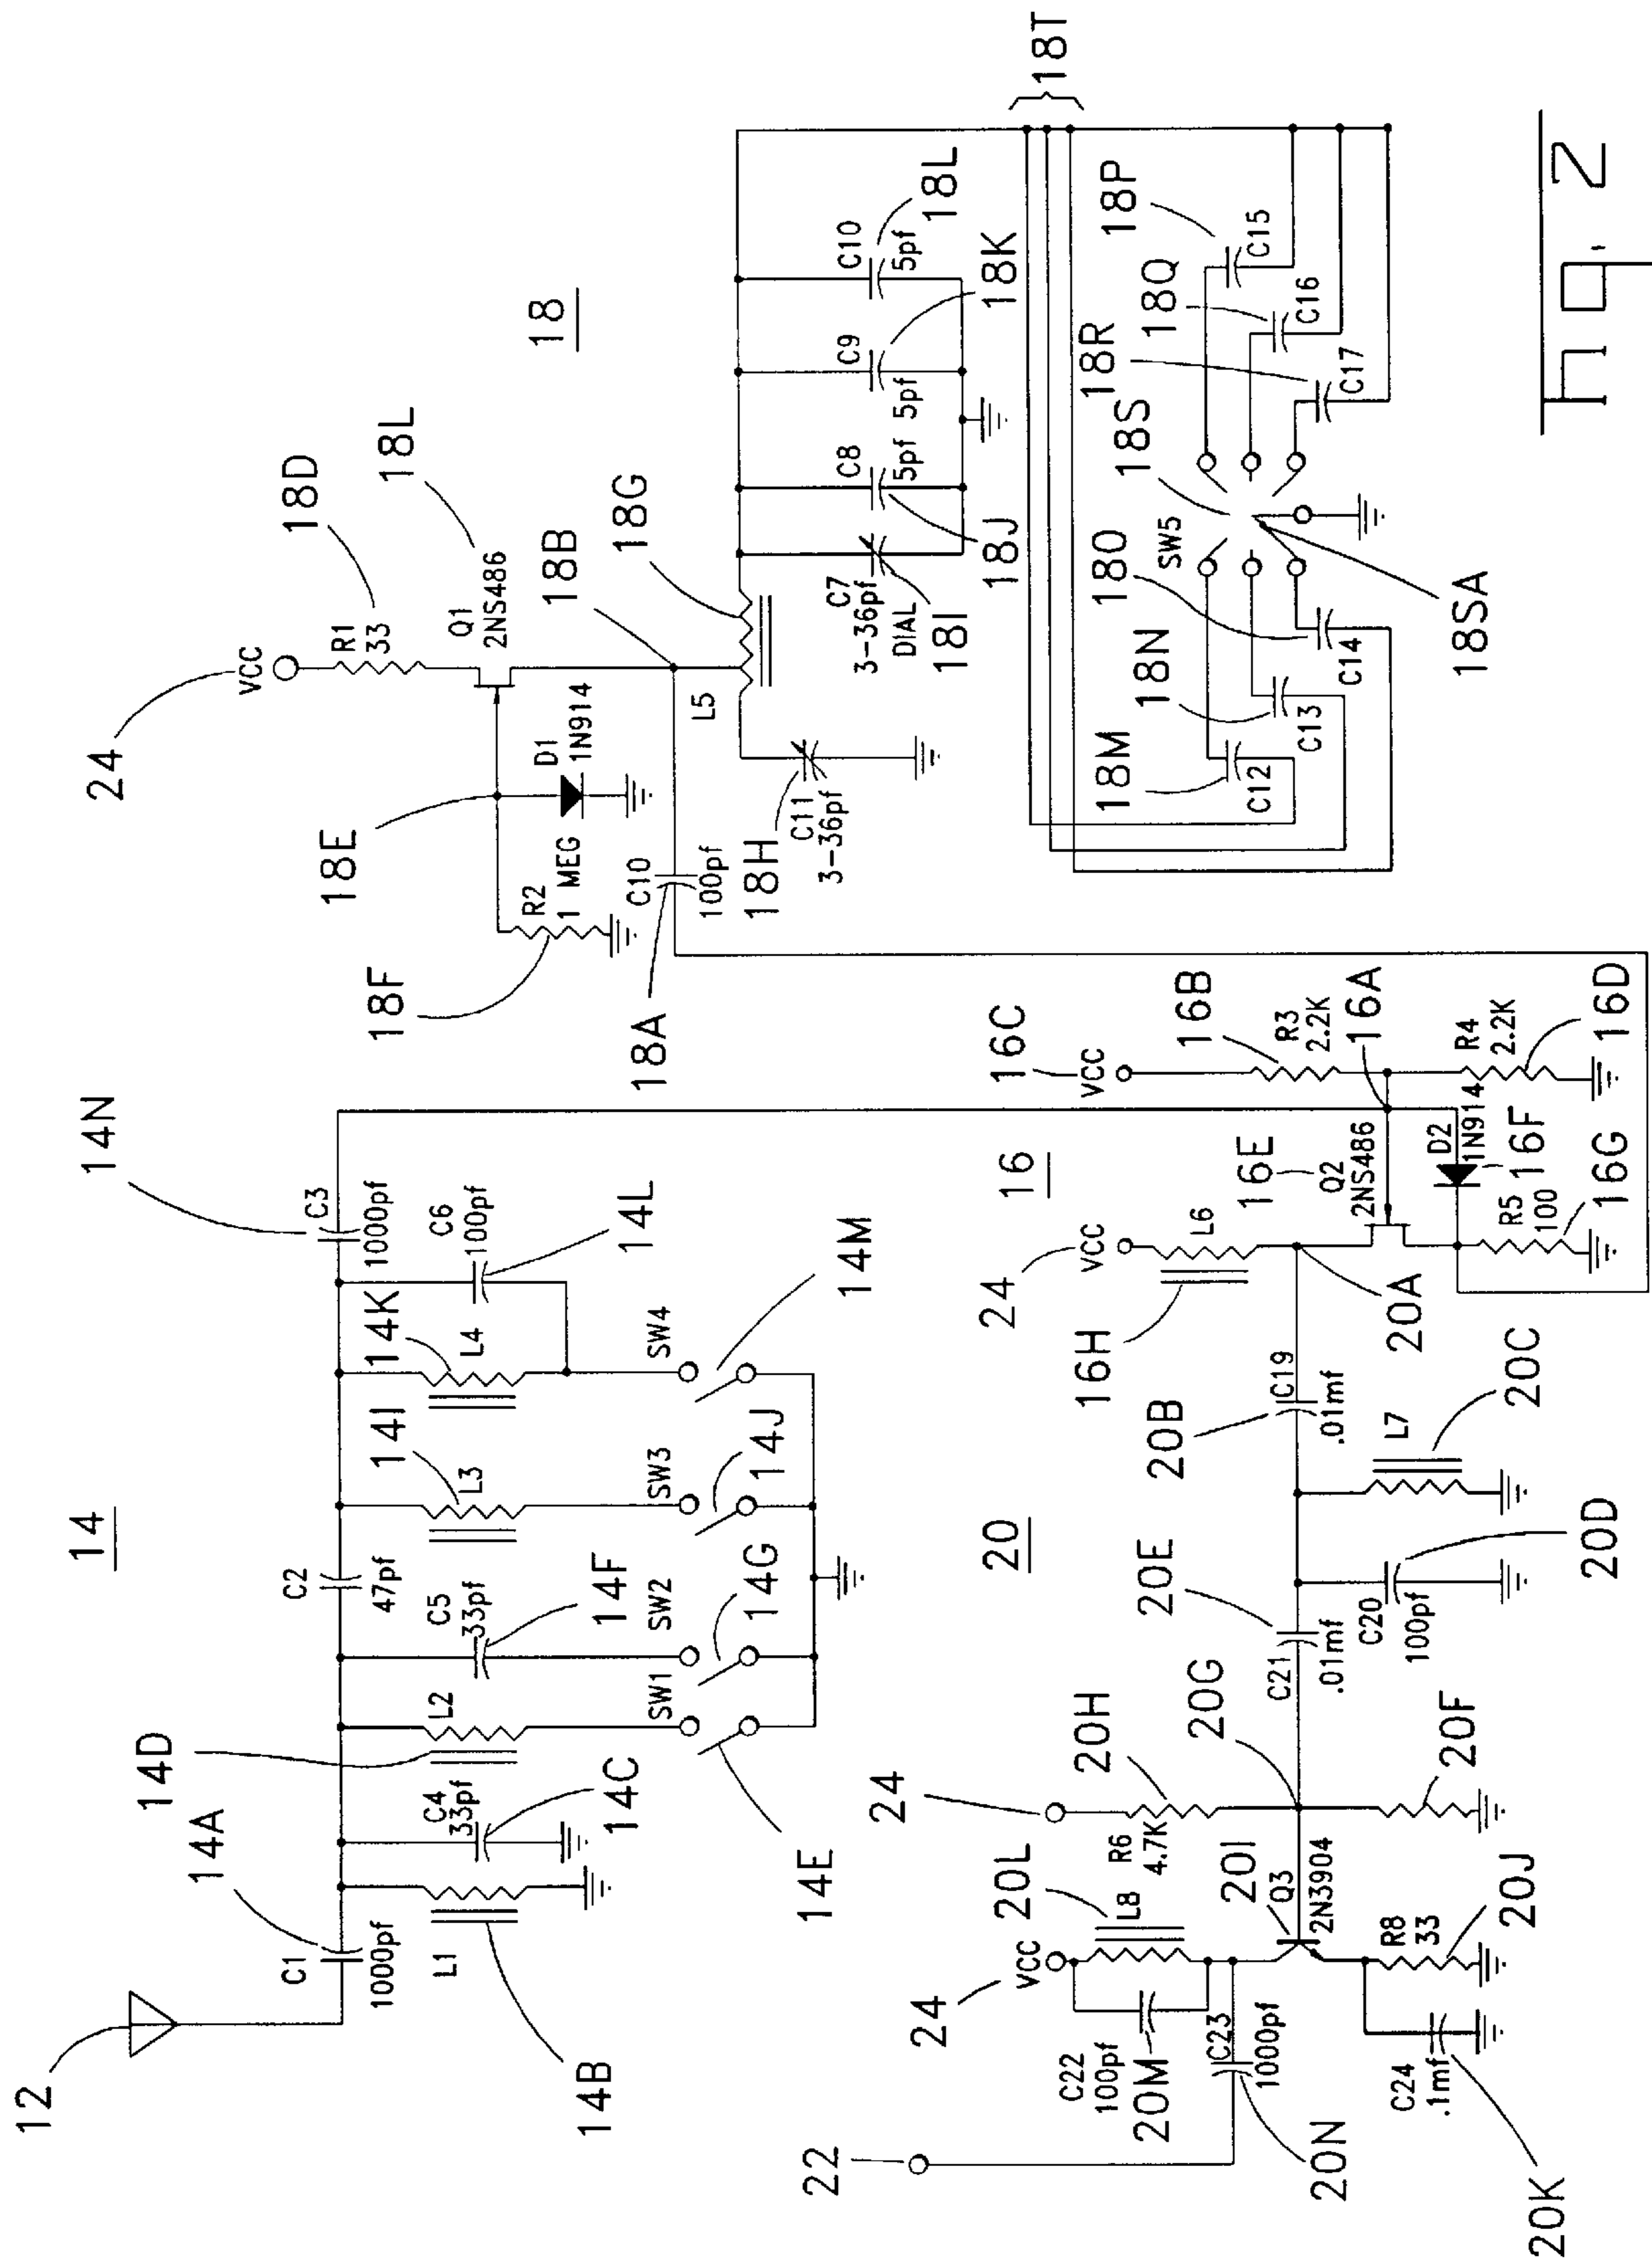 12
C1
1000pf
14A
14B
L1
14C
C4
33pf
14D
L2
14E
SW1
14
14F
C5
33pf
14G
SW2
C2
47pf
14I
L3
14J
SW3
14K
L4
14L
C6
100pf
14M
SW4
14N
C3
1000pf
18
24
VCC
18D
R1
33
18L
Q1
2NS486
18E
D1
1N914
18F
R2
1 MEG
18B
18A
C10
100pf
18G
L5
18H
C11
3-36pf
C7
3-36pf
DIAL
18I
C8
5pf
18J
C9
5pf
18K
C10
5pf
18L
18T
18M
C12
18N
C13
18O
C14
SW5
18S
18SA
18R
C17
18Q
C16
18P
C15
16
16C
VCC
16B
R3
2.2K
16A
R4
2.2K
16D
16E
Q2
2NS486
D2
1N914
16F
R5
100
16G
24
VCC
16H
L6
20A
20
20B
C19
.01mf
20C
L7
20D
C20
100pf
20E
C21
.01mf
20G
20H
24
R6
4.7K
20F
20I
Q3
2N3904
20J
R8
33
20K
C24
.1mf
20L
L8
24
VCC
C22
100pf
20M
C23
1000pf
20N
22
Fig. 2